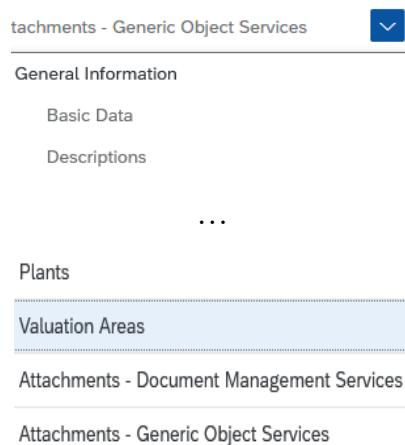 tachments - Generic Object Services
General Information
Basic Data
Descriptions
...
Plants
Valuation Areas
Attachments - Document Management Services
Attachments - Generic Object Services